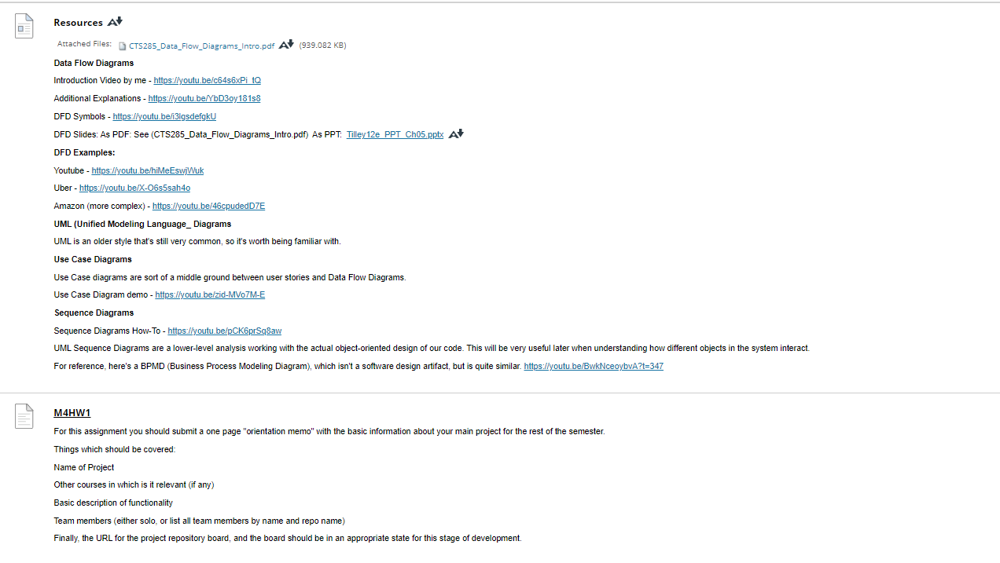 Resources
Attached Files: CTS285_Data_Flow_Diagrams_Intro.pdf (939.082 KB)
Data Flow Diagrams
Introduction Video by me - https://youtu.be/c64s6xPi_tQ
Additional Explanations - https://youtu.be/YbD3oy181s8
DFD Symbols - https://youtu.be/i3lgsdefgkU
DFD Slides: As PDF: See (CTS285_Data_Flow_Diagrams_Intro.pdf) As PPT: Tilley12e_PPT_Ch05.pptx
DFD Examples:
Youtube - https://youtu.be/hiMeEswjWuk
Uber - https://youtu.be/X-O6s5sah4o
Amazon (more complex) - https://youtu.be/46cpudedD7E
UML (Unified Modeling Language_ Diagrams
UML is an older style that's still very common, so it's worth being familiar with.
Use Case Diagrams
Use Case diagrams are sort of a middle ground between user stories and Data Flow Diagrams.
Use Case Diagram demo - https://youtu.be/zid-MVo7M-E
Sequence Diagrams
Sequence Diagrams How-To - https://youtu.be/pCK6prSq8aw
UML Sequence Diagrams are a lower-level analysis working with the actual object-oriented design of our code. This will be very useful later when understanding how different objects in the system interact.
For reference, here's a BPMD (Business Process Modeling Diagram), which isn't a software design artifact, but is quite similar. https://youtu.be/BwkNceoybvA?t=347
M4HW1
For this assignment you should submit a one page "orientation memo" with the basic information about your main project for the rest of the semester.
Things which should be covered:
Name of Project
Other courses in which is it relevant (if any)
Basic description of functionality
Team members (either solo, or list all team members by name and repo name)
Finally, the URL for the project repository board, and the board should be in an appropriate state for this stage of development.